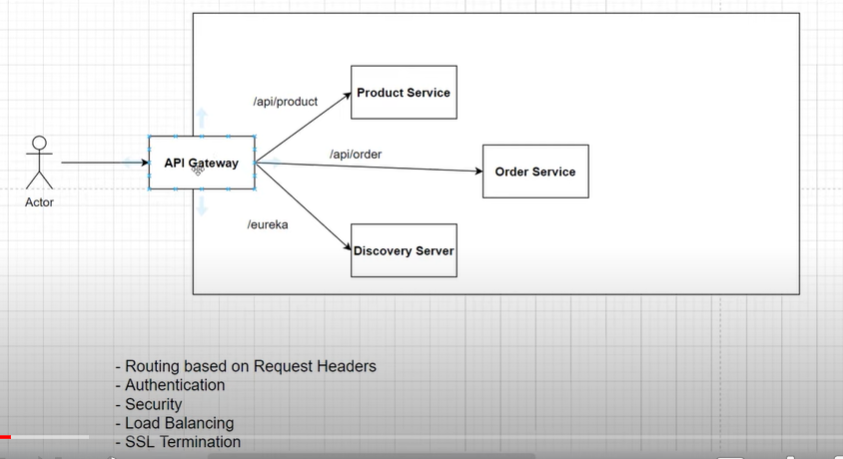 /api/product
Product Service
API Gateway
/api/order
Order Service
Actor
/eureka
Discovery Server
- Routing based on Request Headers
- Authentication
- Security
- Load Balancing
- SSL Termination